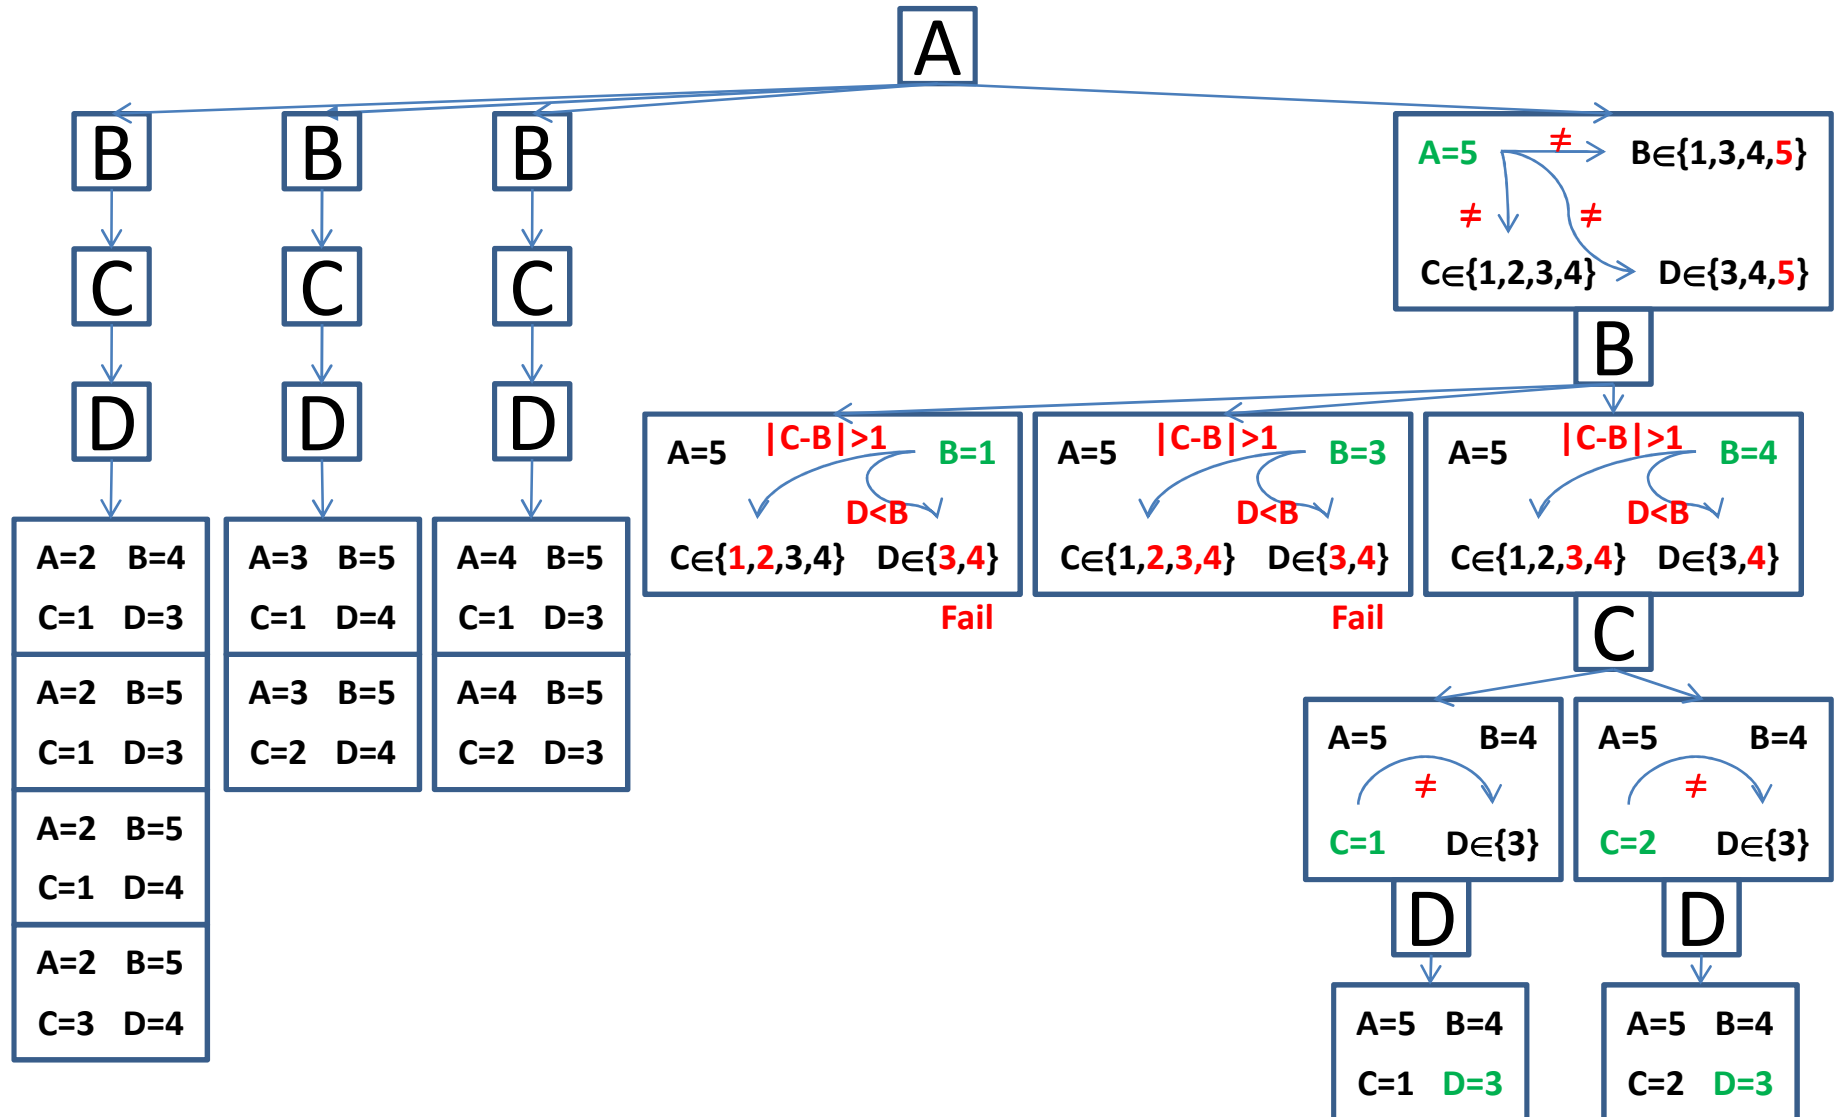 A
B B B
A=5 ≠ B∈{1,3,4,5}
≠ ≠
C∈{1,2,3,4} D∈{3,4,5}
C C C
B
D D D
A=5 |C-B|>1 B=1
D<B
C∈{1,2,3,4} D∈{3,4}
Fail
A=5 |C-B|>1 B=3
D<B
C∈{1,2,3,4} D∈{3,4}
Fail
A=5 |C-B|>1 B=4
D<B
C∈{1,2,3,4} D∈{3,4}
C
A=2 B=4
C=1 D=3
A=2 B=5
C=1 D=3
A=2 B=5
C=1 D=4
A=2 B=5
C=3 D=4
A=3 B=5
C=1 D=4
A=3 B=5
C=2 D=4
A=4 B=5
C=1 D=3
A=4 B=5
C=2 D=3
A=5 B=4
≠
C=1 D∈{3}
D
A=5 B=4
C=1 D=3
A=5 B=4
≠
C=2 D∈{3}
D
A=5 B=4
C=2 D=3